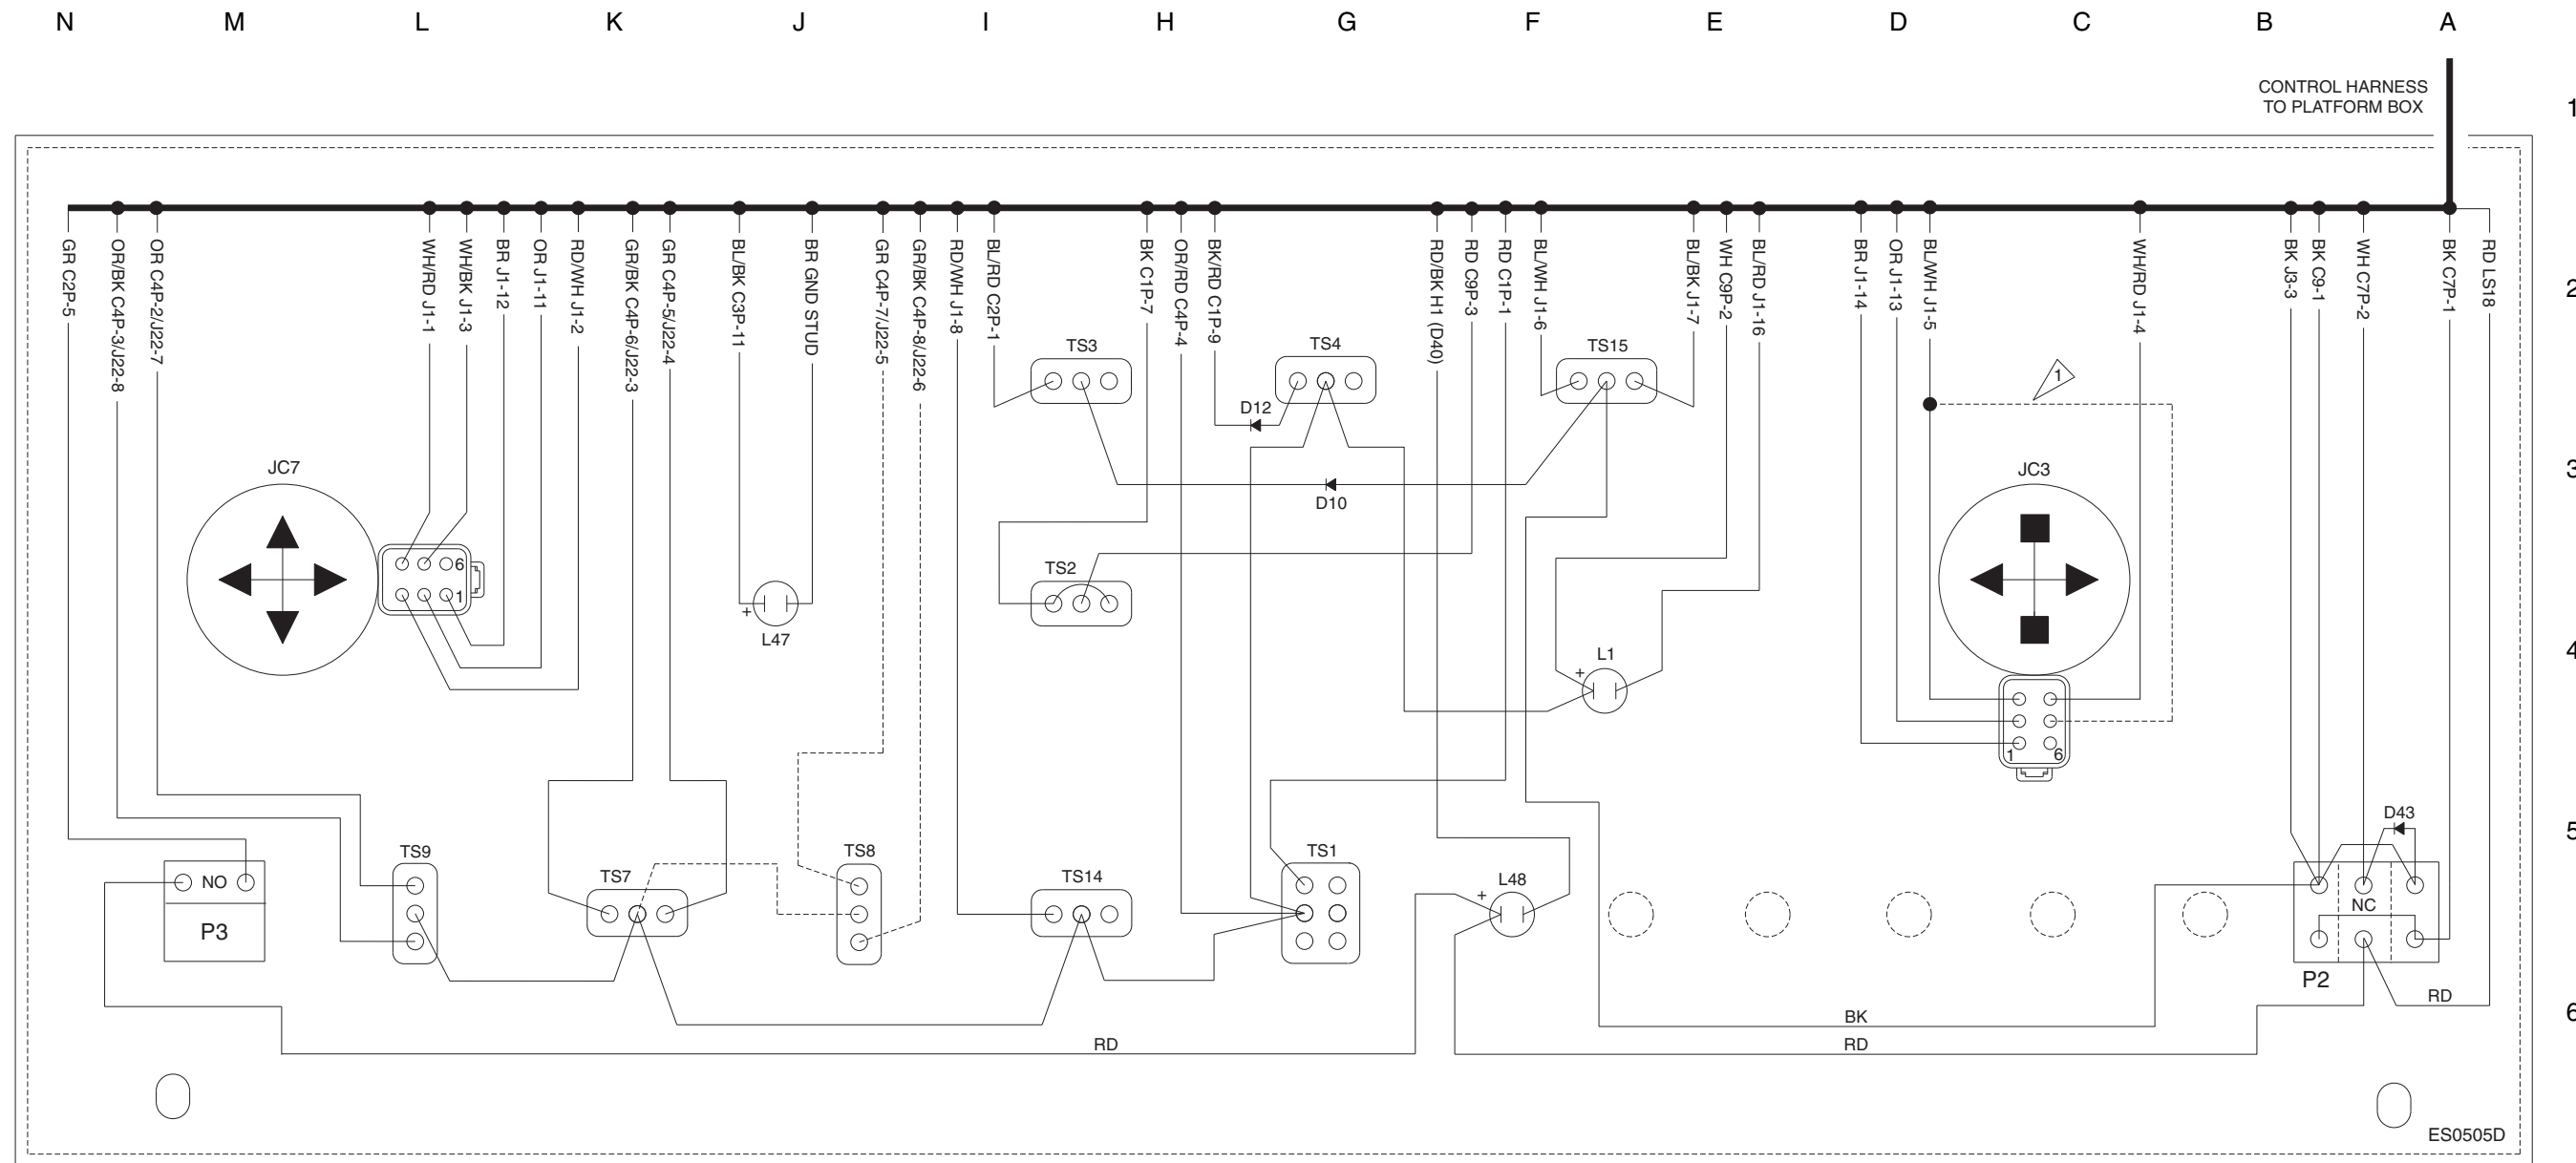 N M L K J I H G F E D C B A
CONTROL HARNESS
TO PLATFORM BOX
1
GR C2P-5
OR/BK C4P-3/J22-8
OR C4P-2/J22-7
WH/RD J1-1
WH/BK J1-3
BR J1-12
OR J1-11
RD/WH J1-2
GR/BK C4P-6/J22-3
GR C4P-5/J22-4
BL/BK C3P-11
BR GND STUD
GR C4P-7/J22-5
GR/BK C4P-8/J22-6
RD/WH J1-8
BL/RD C2P-1
BK C1P-7
OR/RD C4P-4
BK/RD C1P-9
RD/BK H1 (D40)
RD C9P-3
RD C1P-1
BL/WH J1-6
BL/BK J1-7
WH C9P-2
BL/RD J1-16
BR J1-14
OR J1-13
BL/WH J1-5
WH/RD J1-4
BK J3-3
BK C9-1
WH C7P-2
BK C7P-1
RD LS18
2
TS3
TS4
TS15
1
D12
JC7
D10
JC3
3
6
1
TS2
+
L47
L1
+
4
1 6
D43
5
TS9
TS8
TS1
TS7
TS14
L48
+
NO
P3
NC
P2
RD
BK
6
RD
RD
ES0505D